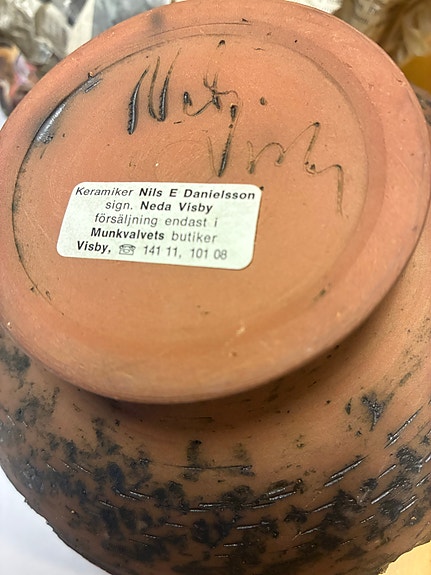 Neda
Visby
Keramiker Nils E Danielsson
sign. Neda Visby
försäljning endast i
Munkvalvets butiker
Visby, ☎ 141 11, 101 08